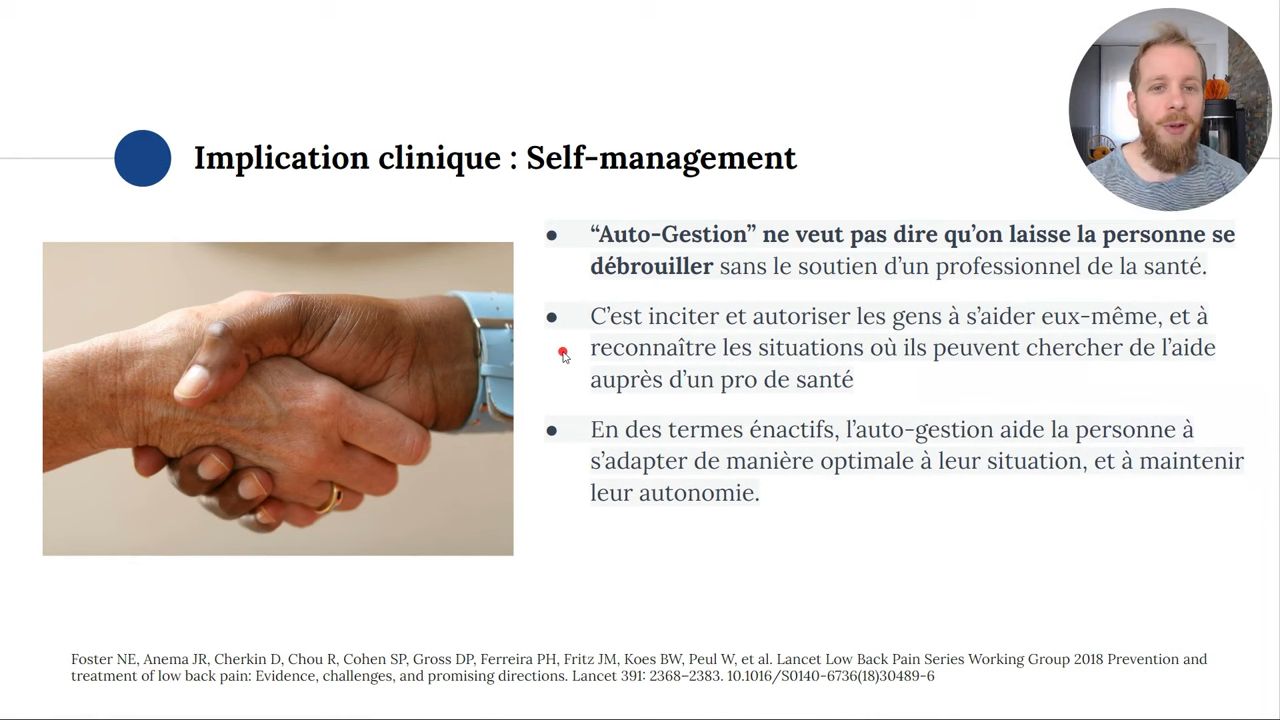 Implication clinique : Self-management
● “Auto-Gestion” ne veut pas dire qu’on laisse la personne se
débrouiller sans le soutien d’un professionnel de la santé.
● C’est inciter et autoriser les gens à s’aider eux-même, et à
reconnaître les situations où ils peuvent chercher de l’aide
auprès d’un pro de santé
● En des termes énactifs, l’auto-gestion aide la personne à
s’adapter de manière optimale à leur situation, et à maintenir
leur autonomie.
Foster NE, Anema JR, Cherkin D, Chou R, Cohen SP, Gross DP, Ferreira PH, Fritz JM, Koes BW, Peul W, et al. Lancet Low Back Pain Series Working Group 2018 Prevention and
treatment of low back pain: Evidence, challenges, and promising directions. Lancet 391: 2368–2383. 10.1016/S0140-6736(18)30489-6